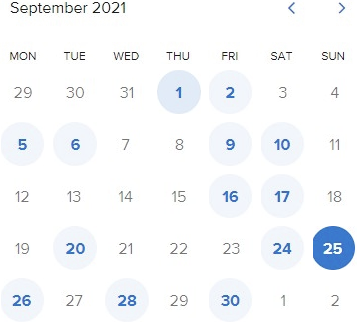 September 2021
MON TUE WED THU FRI SAT SUN
29 30 31 1 2 3 4
5 6 7 8 9 10 11
12 13 14 15 16 17 18
19 20 21 22 23 24 25
26 27 28 29 30 1 2